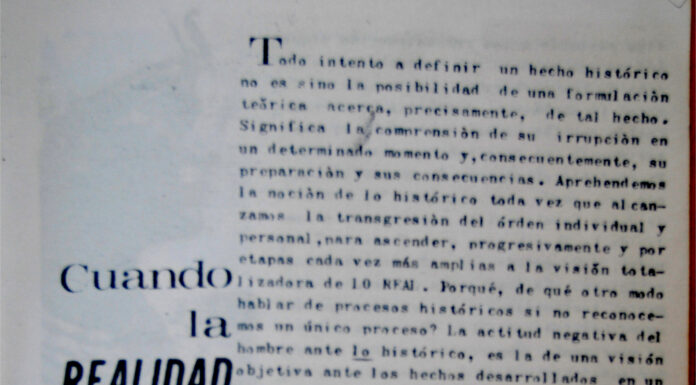 Todo intento a definir un hecho histórico
no es sino la posibilidad de una formulación
teórica acerca, precisamente, de tal hecho.
Significa la comprensión de su irrupción en
un determinado momento y,consecuentemente, su
preparación y sus consecuencias. Aprehendemos
la noción de lo histórico toda vez que alcan-
zamos la transgresión del órden individual y
personal,para ascender, progresivamente y por
etapas cada vez más amplias a la visión tota-
lizadora de LO REAL. Porqué, de qué otro modo
hablar de procesos históricos si no reconoce-
mos un único proceso? La actitud negativa del
hombre ante lo histórico, es la de una visión
objetiva ante los hechos desarrollados en un
Cuando
la
REALIDAD